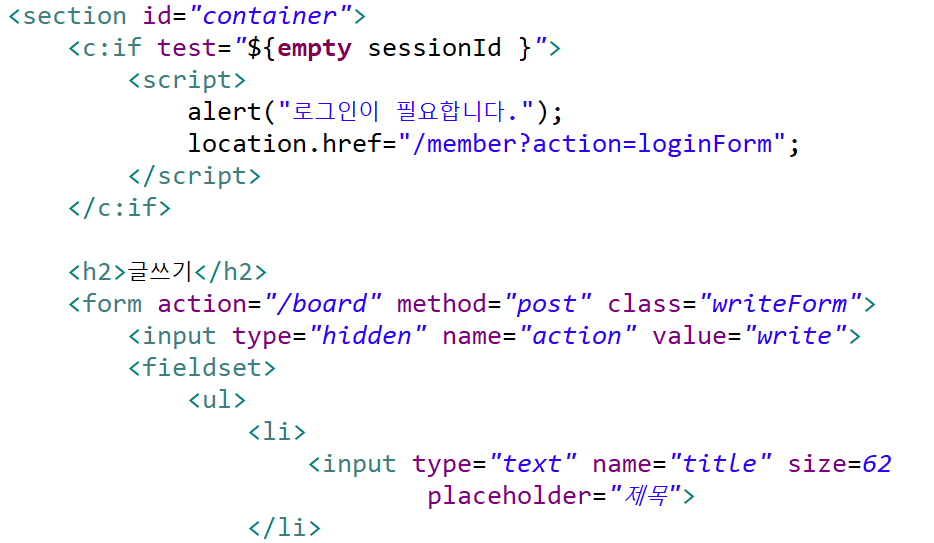 <section id="container">
    <c:if test="${empty sessionId }">
        <script>
            alert("로그인이 필요합니다.");
            location.href="/member?action=loginForm";
        </script>
    </c:if>

    <h2>글쓰기</h2>
    <form action="/board" method="post" class="writeForm">
        <input type="hidden" name="action" value="write">
        <fieldset>
            <ul>
                <li>
                    <input type="text" name="title" size=62
                            placeholder="제목">
                </li>